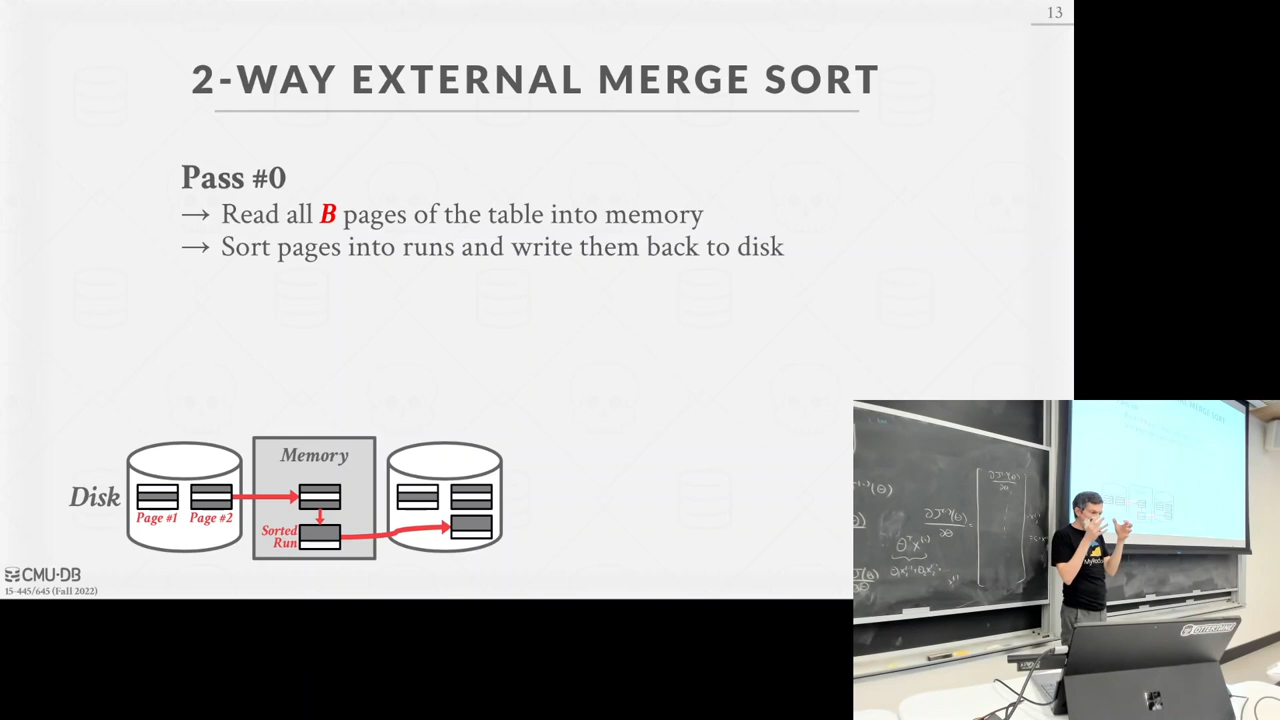 13
2-WAY EXTERNAL MERGE SORT
Pass #0
→ Read all B pages of the table into memory
→ Sort pages into runs and write them back to disk
Memory
Disk
Page #1 Page #2
Sorted
Run
CMU·DB
15-445/645 (Fall 2022)